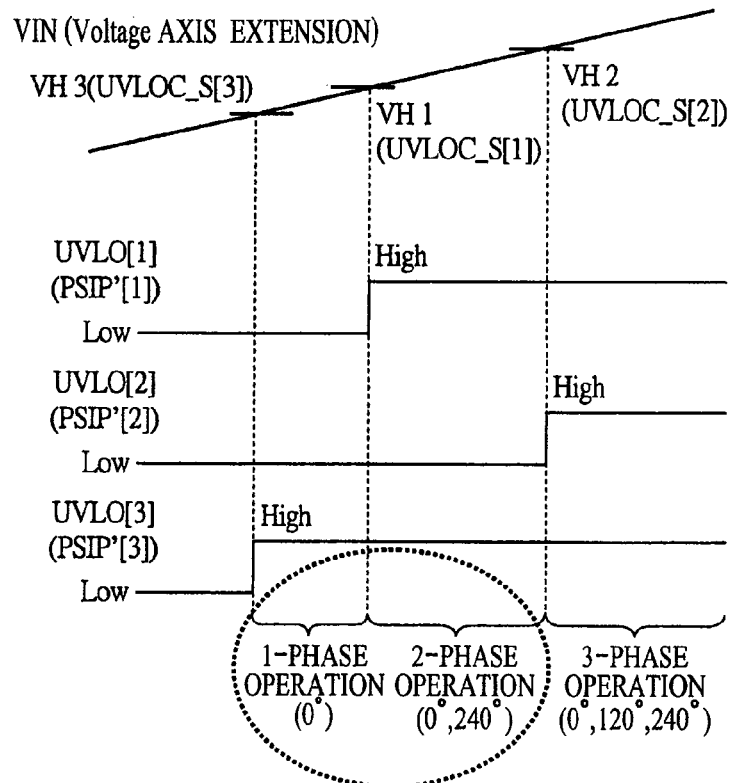 VIN (Voltage AXIS EXTENSION)
VH 3(UVLOC_S[3])
VH 1
(UVLOC_S[1])
VH 2
(UVLOC_S[2])
UVLO[1]
(PSIP'[1])
High
Low
UVLO[2]
(PSIP'[2])
High
Low
UVLO[3]
(PSIP'[3])
High
Low
1-PHASE
OPERATION
(0°)
2-PHASE
OPERATION
(0°,240°)
3-PHASE
OPERATION
(0°,120°,240°)